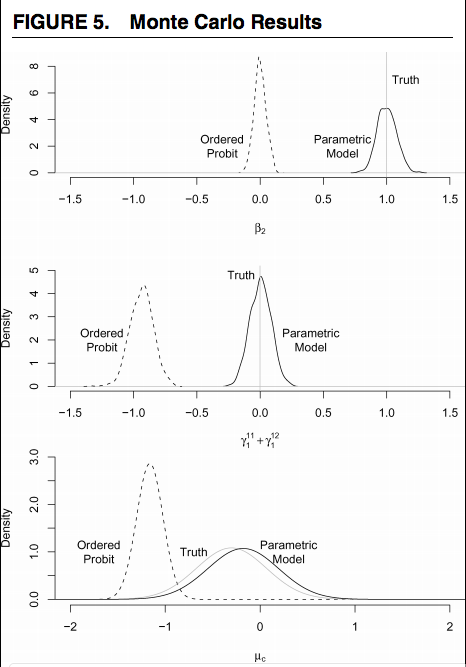 FIGURE 5. Monte Carlo Results
Density
0 2 4 6 8
Ordered
Probit
Parametric
Model
Truth
−1.5 −1.0 −0.5 0.0 0.5 1.0 1.5
β₂
Density
0 1 2 3 4 5
Ordered
Probit
Truth
Parametric
Model
−1.5 −1.0 −0.5 0.0 0.5 1.0 1.5
γ₁¹¹ + γ₁¹²
Density
0.0 1.0 2.0 3.0
Ordered
Probit
Truth
Parametric
Model
−2 −1 0 1 2
μc